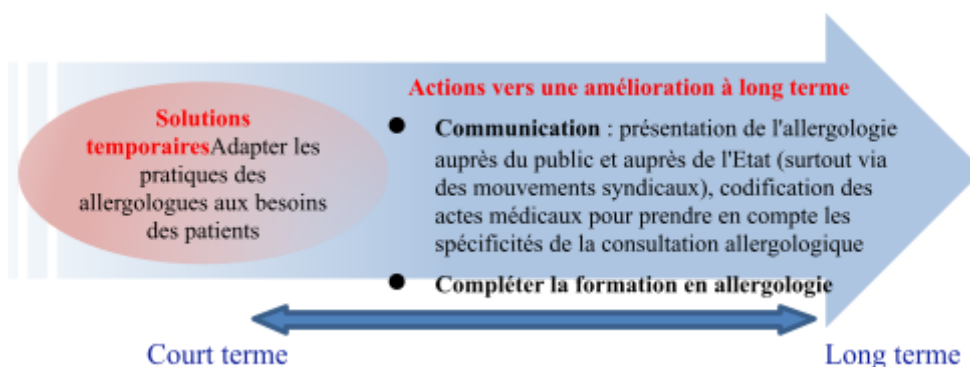 Solutions
temporairesAdapter les
pratiques des
allergologues aux besoins
des patients
Actions vers une amélioration à long terme
● Communication : présentation de l'allergologie
auprès du public et auprès de l'Etat (surtout via
des mouvements syndicaux), codification des
actes médicaux pour prendre en compte les
spécificités de la consultation allergologique
● Compléter la formation en allergologie
Court terme
Long terme